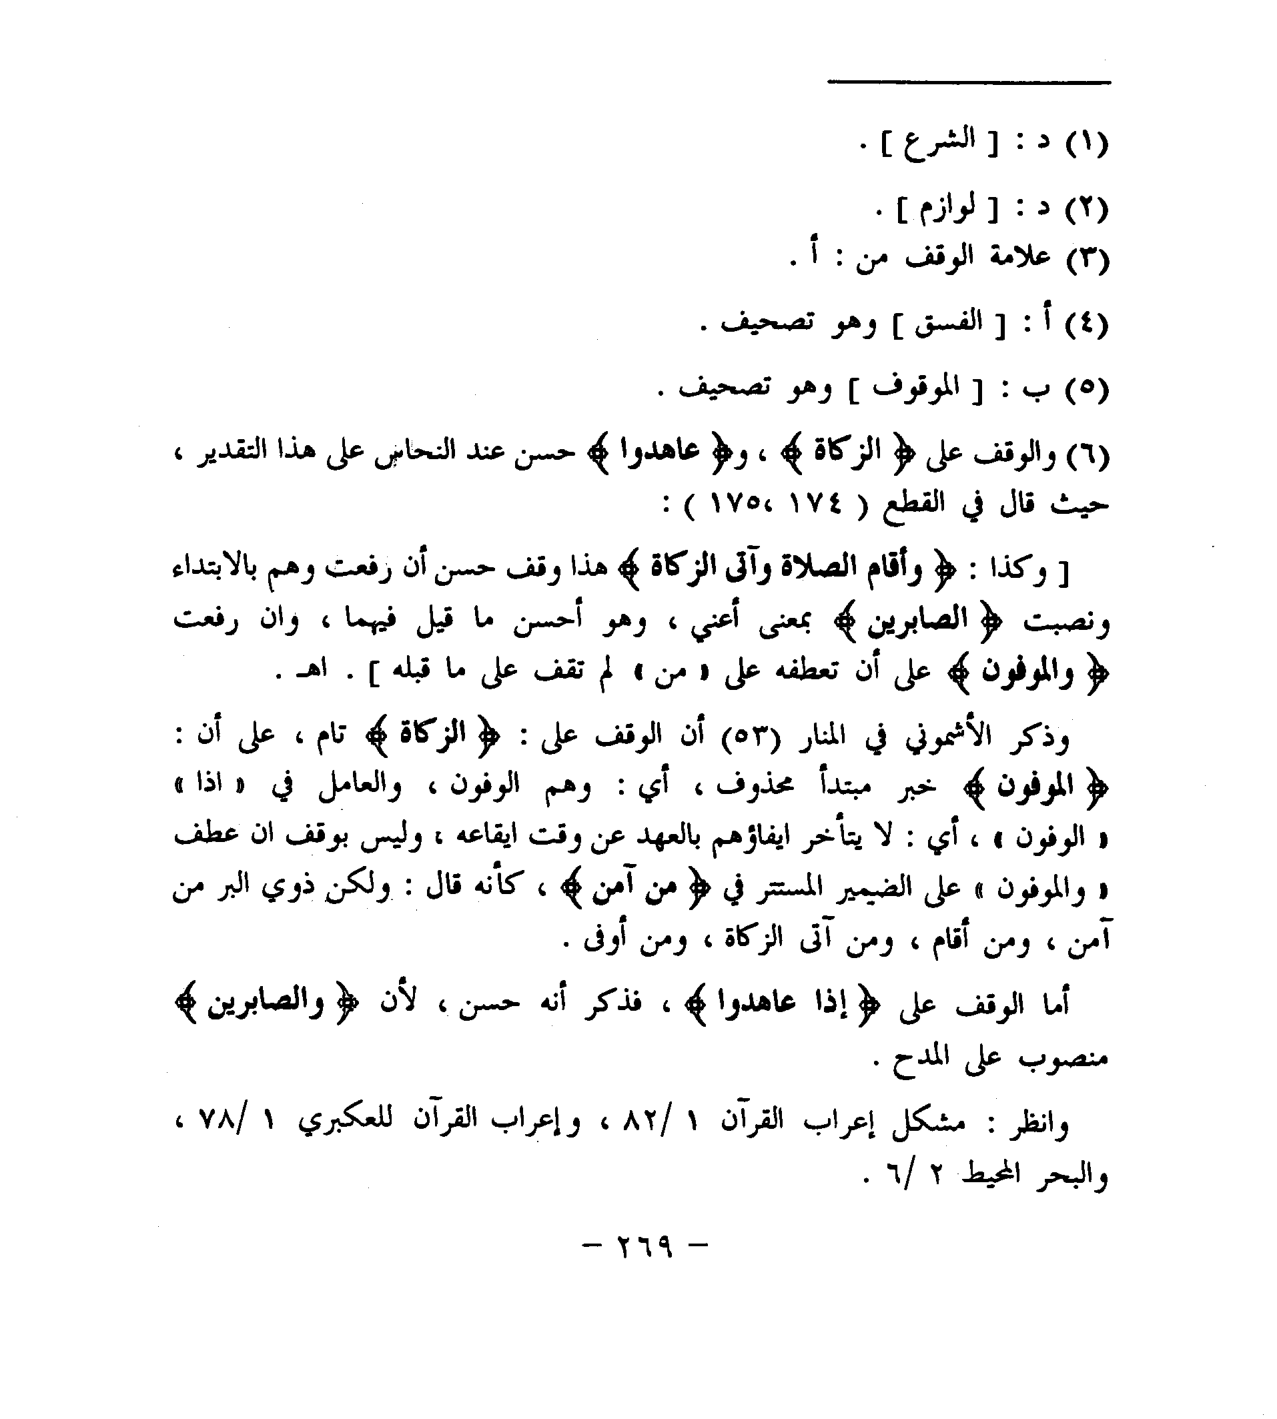 (١) د : [ الشرع ] .
(٢) د : [ لوازم ] .
(٣) علامة الوقف من : أ .
(٤) أ : [ الفسق ] وهو تصحيف .
(٥) ب : [ الموقوف ] وهو تصحيف .
(٦) والوقف على ﴿ الزكاة ﴾ ، و﴿ عاهدوا ﴾ حسن عند النحاس على هذا التقدير ،
حيث قال في القطع ( ١٧٤ ،١٧٥ ) :
[ وكذا : ﴿ وأقام الصلاة وآتى الزكاة ﴾ هذا وقف حسن أن رفعت وهم بالابتداء
ونصبت ﴿ الصابرين ﴾ بمعنى أعني ، وهو أحسن ما قيل فيهما ، وان رفعت
﴿ والموفون ﴾ على أن تعطفه على « من » لم تقف على ما قبله ] . اهـ .
وذكر الأشموني في المنار (٥٣) أن الوقف على : ﴿ الزكاة ﴾ تام ، على أن :
﴿ الموفون ﴾ خبر مبتدأ محذوف ، أي : وهم الوفون ، والعامل في « اذا »
« الوفون » ، أي : لا يتأخر ايفاؤهم بالعهد عن وقت ايقاعه ، وليس بوقف ان عطف
« والموفون » على الضيمير المستتر في ﴿ من آمن ﴾ ، كأنه قال : ولكن ذوي البر من
آمن ، ومن أقام ، ومن آتى الزكاة ، ومن أوفى .
أما الوقف على ﴿ إذا عاهدوا ﴾ ، فذكر أنه حسن ، لأن ﴿ والصابرين ﴾
منصوب على المدح .
وانظر : مشكل إعراب القرآن ١ /٨٢ ، وإعراب القرآن للعكبري ١ /٧٨ ،
والبحر المحيط ٢ /٦ .
– ٢٦٩ –